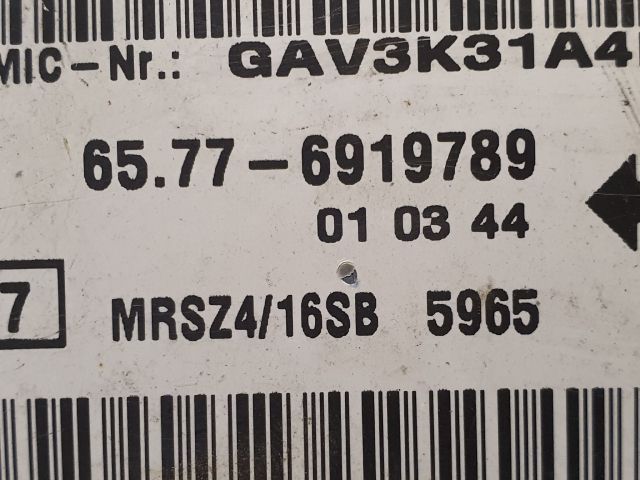 MIC-Nr.: GAV3K31A4
65.77-6919789
01 03 44
7 MRSZ4/16SB 5965